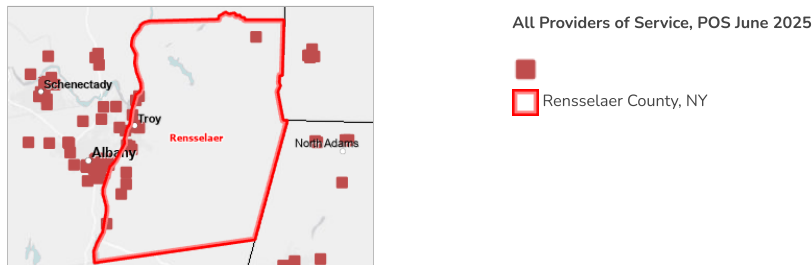 All Providers of Service, POS June 2025
Rensselaer County, NY
Schenectady
Troy
Rensselaer
North Adams
Albany